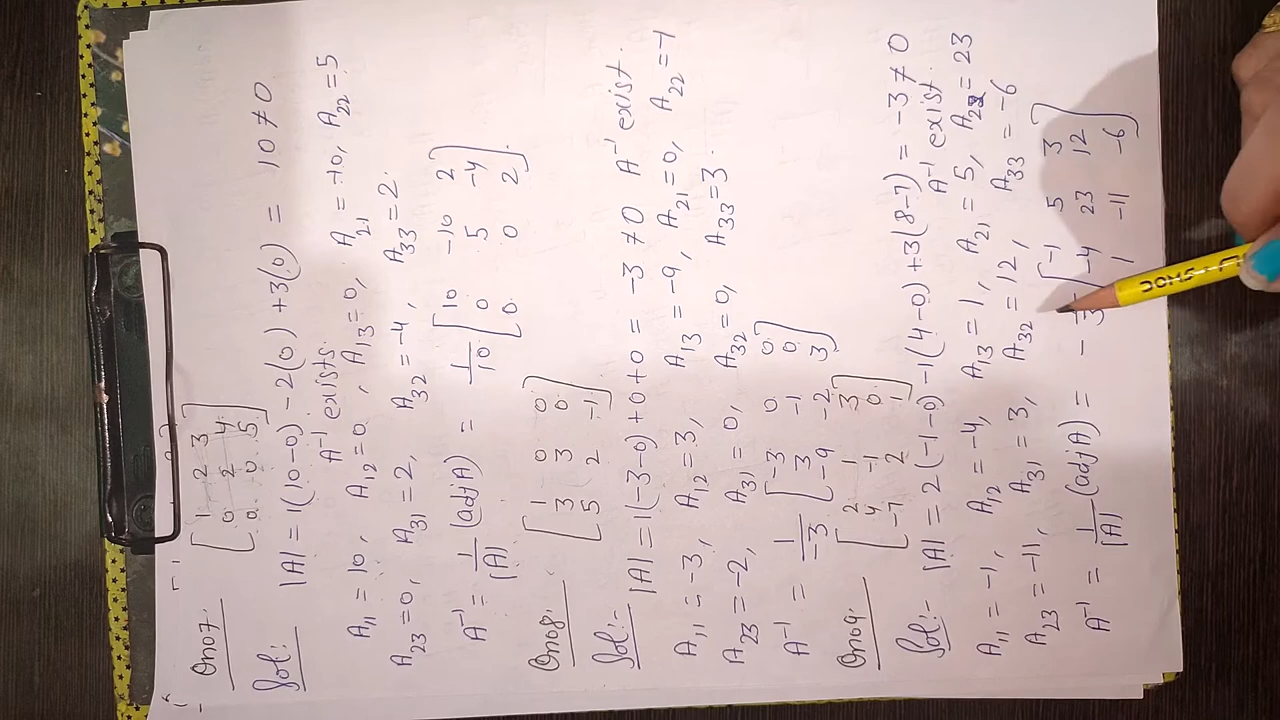 Qno7. [1 2 3
0 2 4
0 0 5]
Sol: |A| = 1(10-0) - 2(0) + 3(0) = 10 ≠ 0
A⁻¹ exists.
A₁₁ = 10, A₁₂ = 0, A₁₃ = 0, A₂₁ = -10, A₂₂ = 5
A₂₃ = 0, A₃₁ = 2, A₃₂ = -4, A₃₃ = 2.
A⁻¹ = 1/|A| (adj A) = 1/10 [10 -10 2
0 5 -4
0 0 2].
Qno8. [1 0 0
3 3 0
5 2 -1]
Sol:- |A| = 1(-3-0) + 0 + 0 = -3 ≠ 0 A⁻¹ exist.
A₁₁ = -3, A₁₂ = 3, A₁₃ = -9, A₂₁ = 0, A₂₂ = -1
A₂₃ = -2, A₃₁ = 0, A₃₂ = 0, A₃₃ = 3.
A⁻¹ = 1/-3 [-3 0 0
3 -1 0
-9 -2 3]
Qno9. [2 1 3
4 -1 0
-7 2 1]
Sol:- |A| = 2(-1-0) - 1(4-0) + 3(8-7) = -3 ≠ 0
A⁻¹ exist.
A₁₁ = -1, A₁₂ = -4, A₁₃ = 1, A₂₁ = 5, A₂₂ = 23
A₂₃ = -11, A₃₁ = 3, A₃₂ = 12, A₃₃ = -6
A⁻¹ = 1/|A| (adj A) = -1/3 [-1 5 3
-4 23 12
1 -11 -6]
DOMS